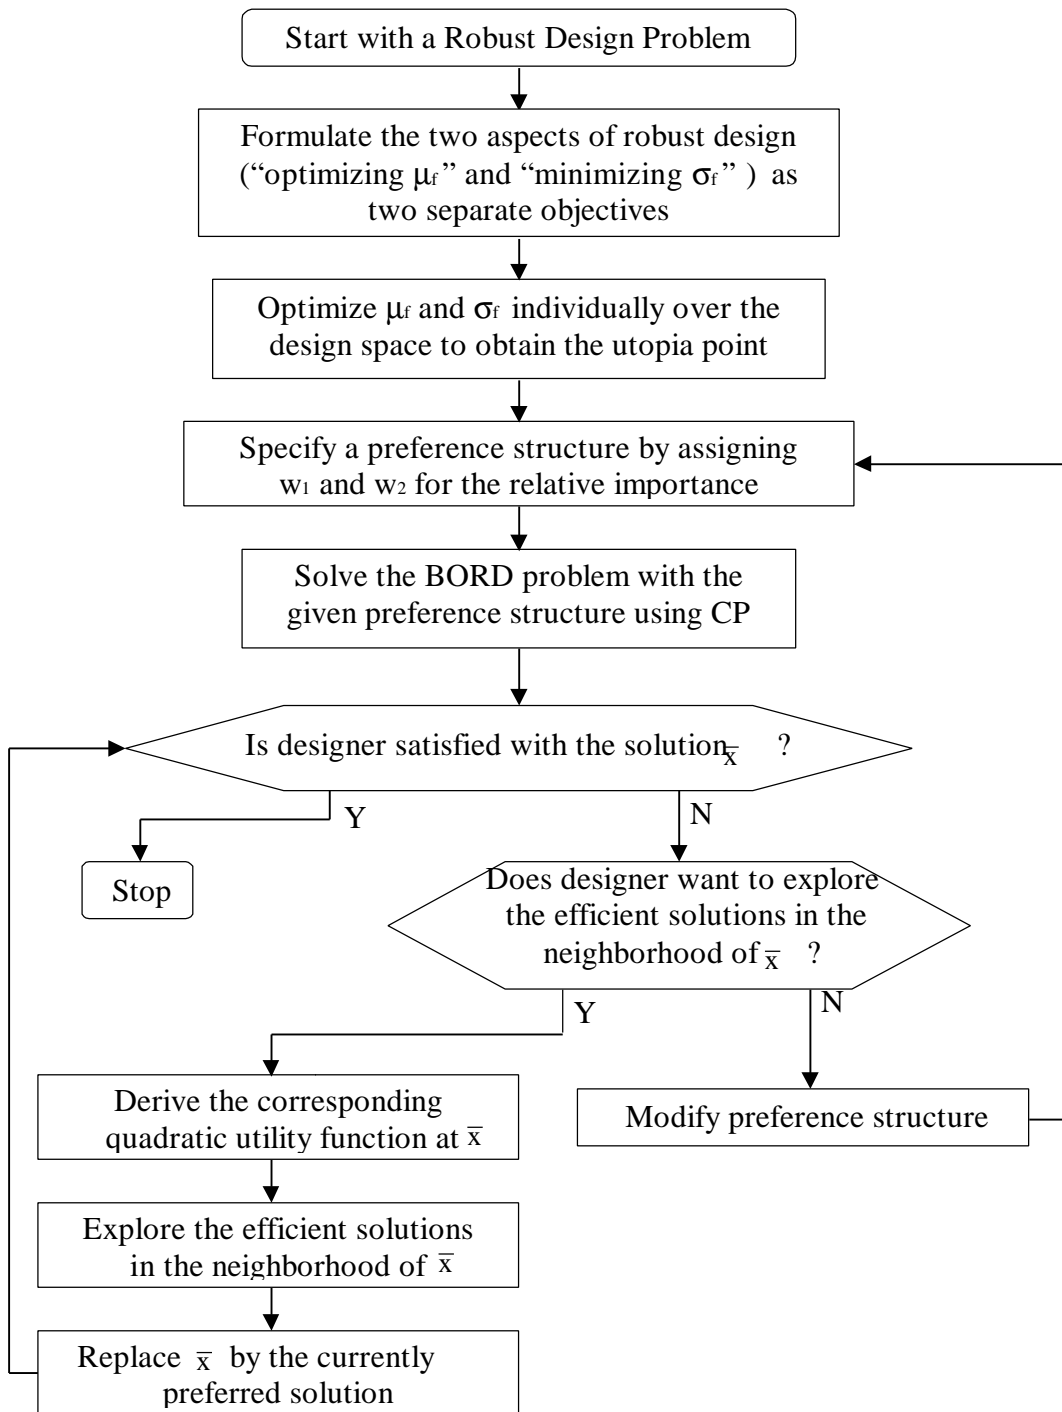 Start with a Robust Design Problem
Formulate the two aspects of robust design
(“optimizing μf” and “minimizing σf” ) as
two separate objectives
Optimize μf and σf individually over the
design space to obtain the utopia point
Specify a preference structure by assigning
w1 and w2 for the relative importance
Solve the BORD problem with the
given preference structure using CP
Is designer satisfied with the solution x̅ ?
Y
N
Stop
Does designer want to explore
the efficient solutions in the
neighborhood of x̅ ?
Y
N
Derive the corresponding
quadratic utility function at x̅
Modify preference structure
Explore the efficient solutions
in the neighborhood of x̅
Replace x̅ by the currently
preferred solution